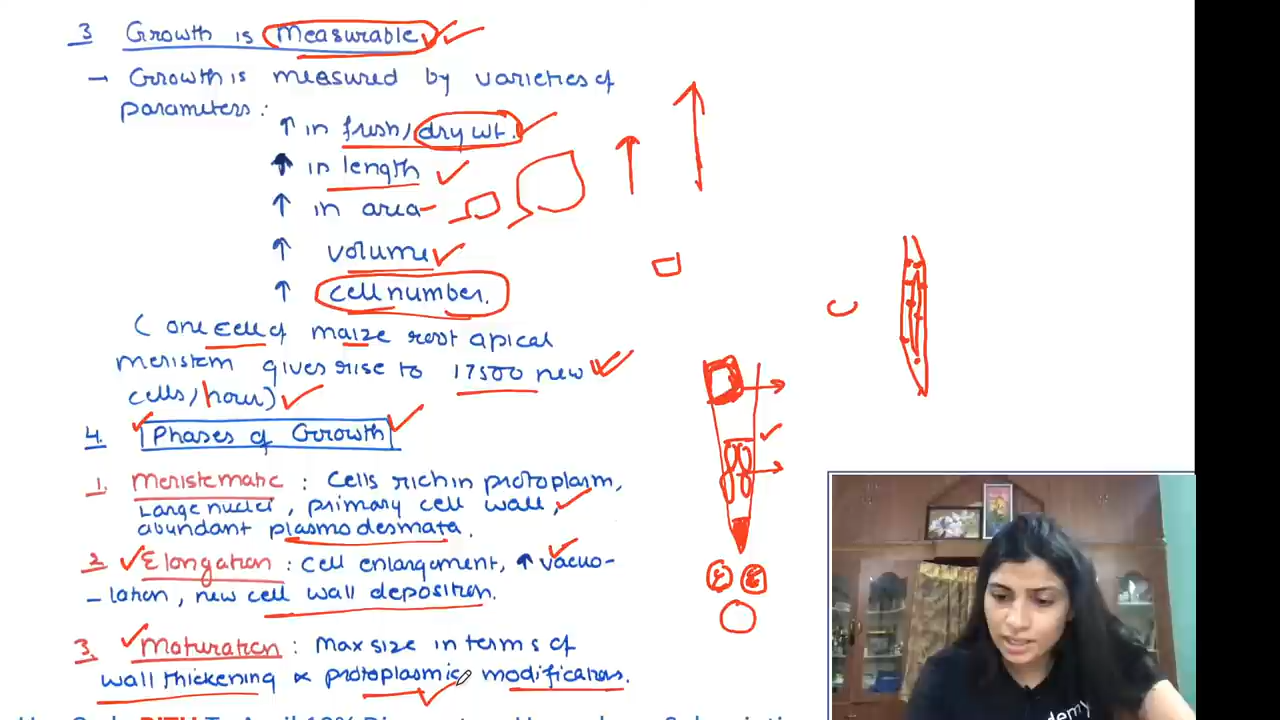 3 Growth is Measurable
→ Growth is measured by varieties of
parameters:
↑ in fresh/dry wt.
↑ in length
↑ in area
↑ volume
↑ cell number.
( one cell of maize root apical
meristem gives rise to 17500 new
cells/hour)
4. Phases of Growth
1. Meristematic : Cells rich in protoplasm,
Large nuclei, primary cell wall,
abundant plasmodesmata.
2. Elongation : cell enlargement, ↑ vacuo-
-lation, new cell wall deposition.
3. Maturation : Max size in terms of
wall thickening & protoplasmic modifications.